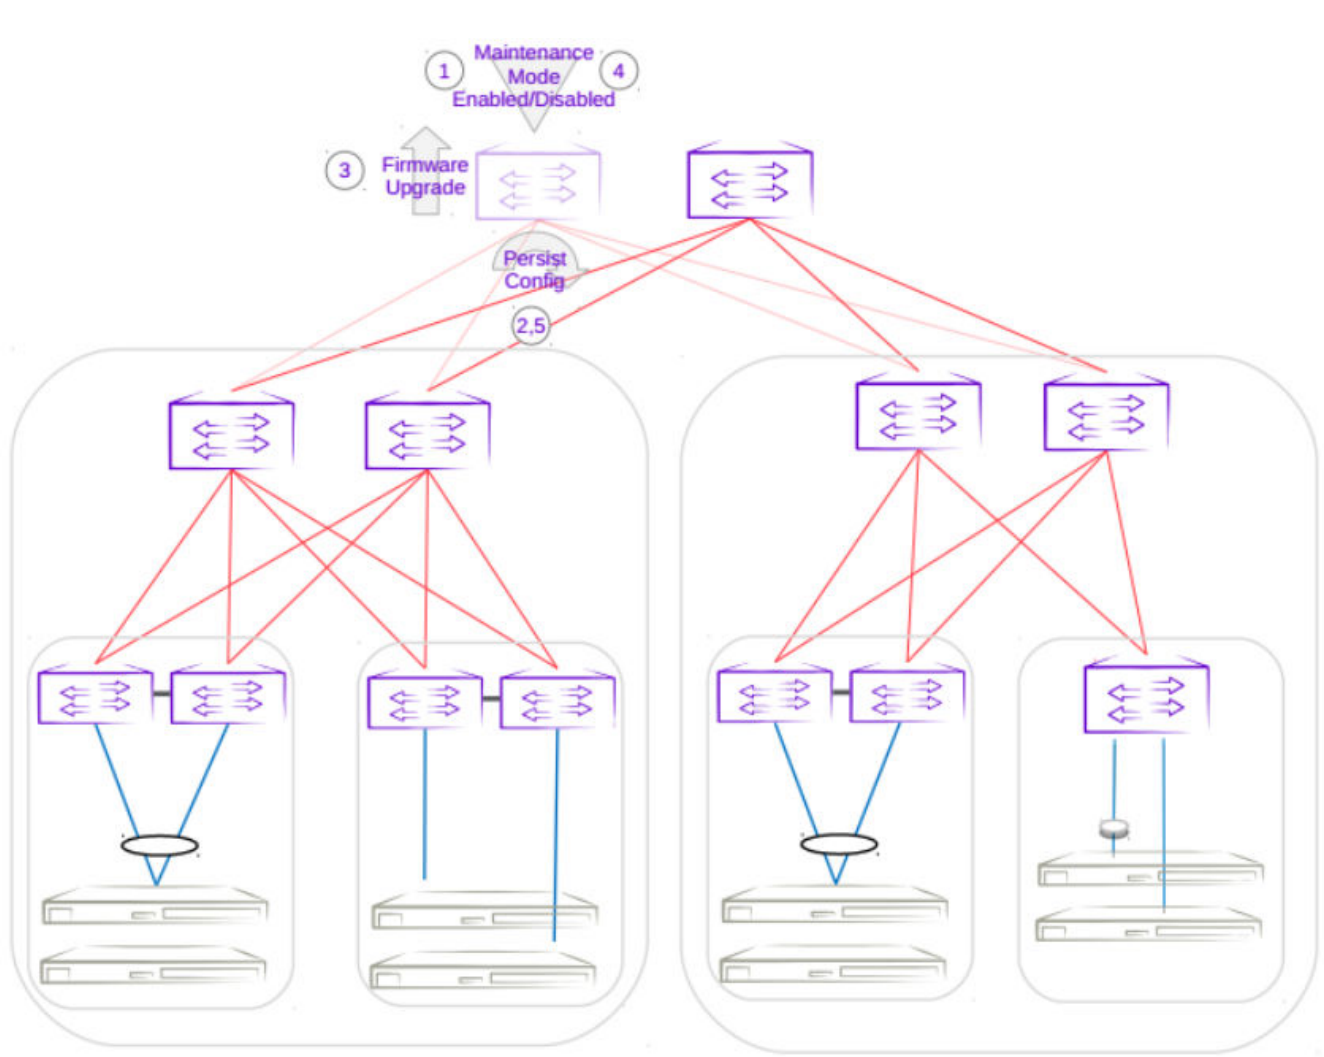 1
Maintenance
Mode
Enabled/Disabled
4
3
Firmware
Upgrade
Persist
Config
2,5